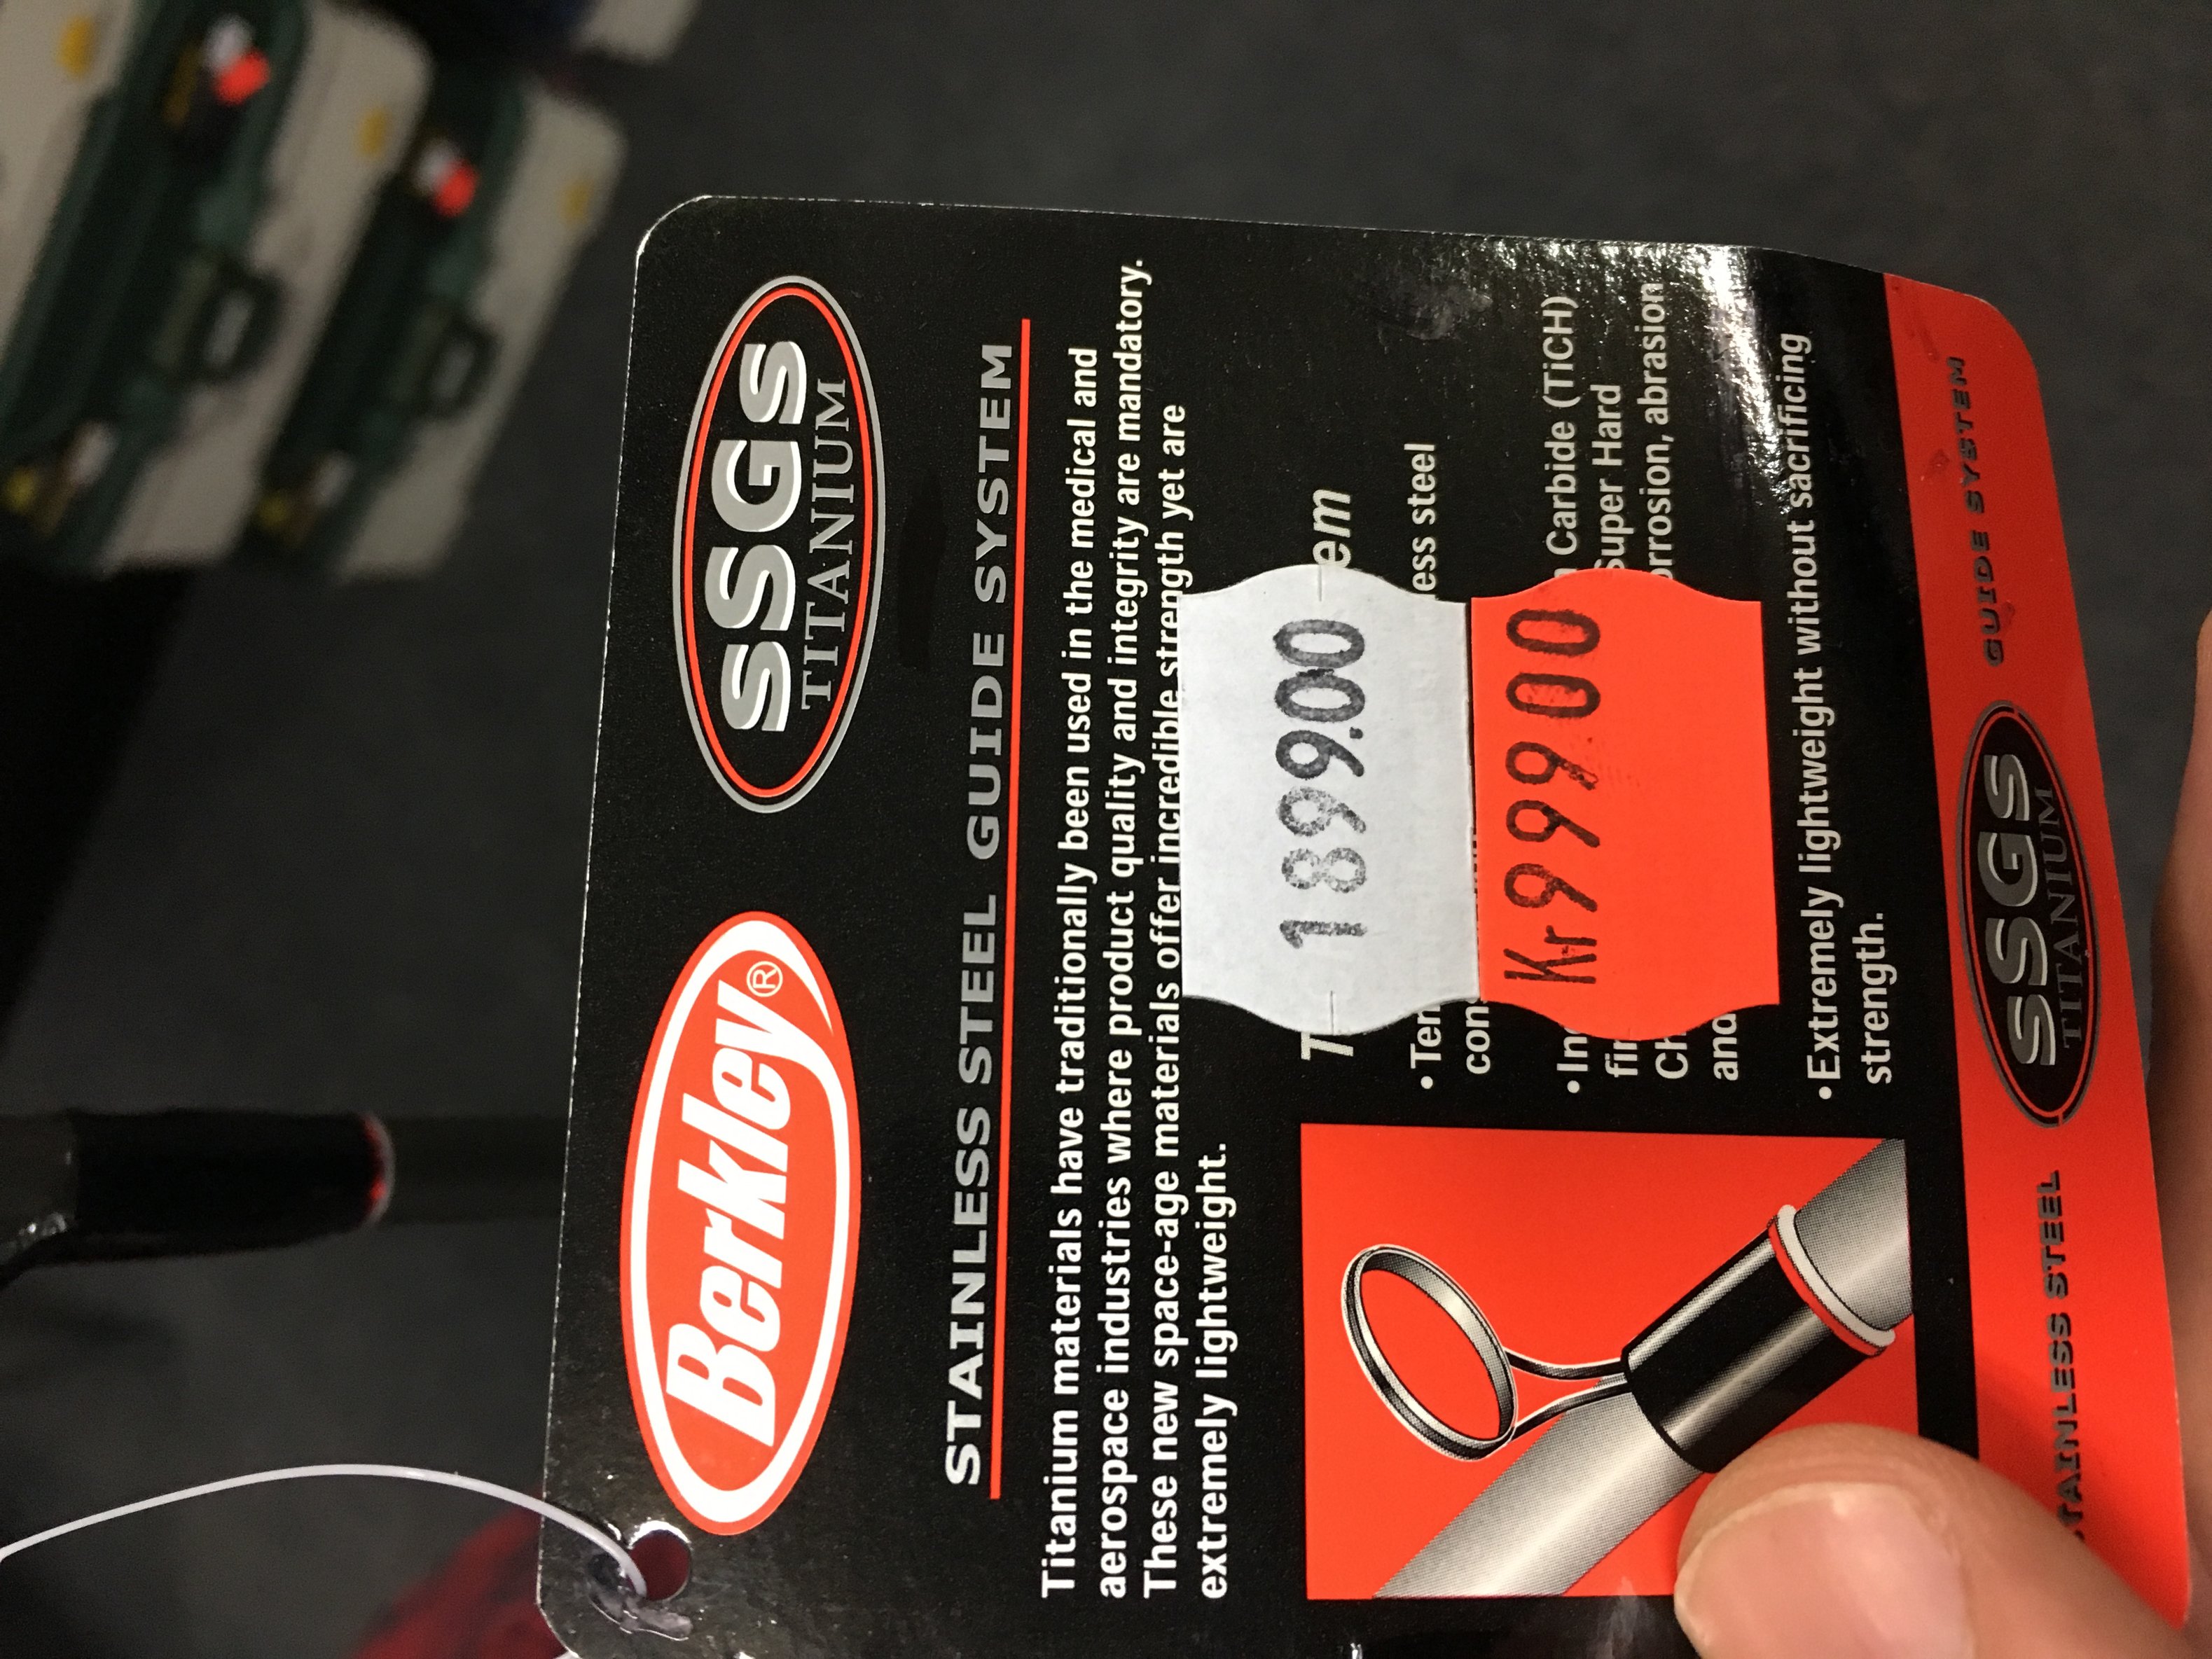 Berkley®
SSGS
TITANIUM
STAINLESS STEEL GUIDE SYSTEM
Titanium materials have traditionally been used in the medical and
aerospace industries where product quality and integrity are mandatory.
These new space-age materials offer incredible strength yet are
extremely lightweight.
1899.00
Kr999.00
ess steel
Carbide (TiCH)
Super Hard
orrosion, abrasion
and
•Extremely lightweight without sacrificing
strength.
STAINLESS STEEL SSGS GUIDE SYSTEM
TITANIUM